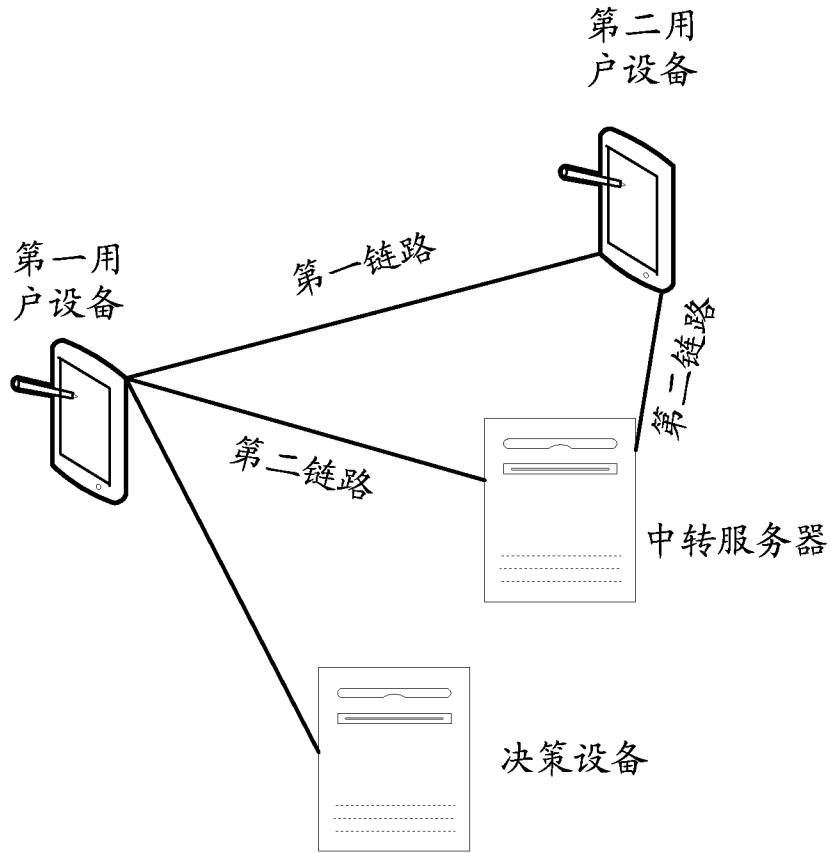 第二用
户设备
第一用
户设备
第一链路
第二链路
第二链路
中转服务器
决策设备